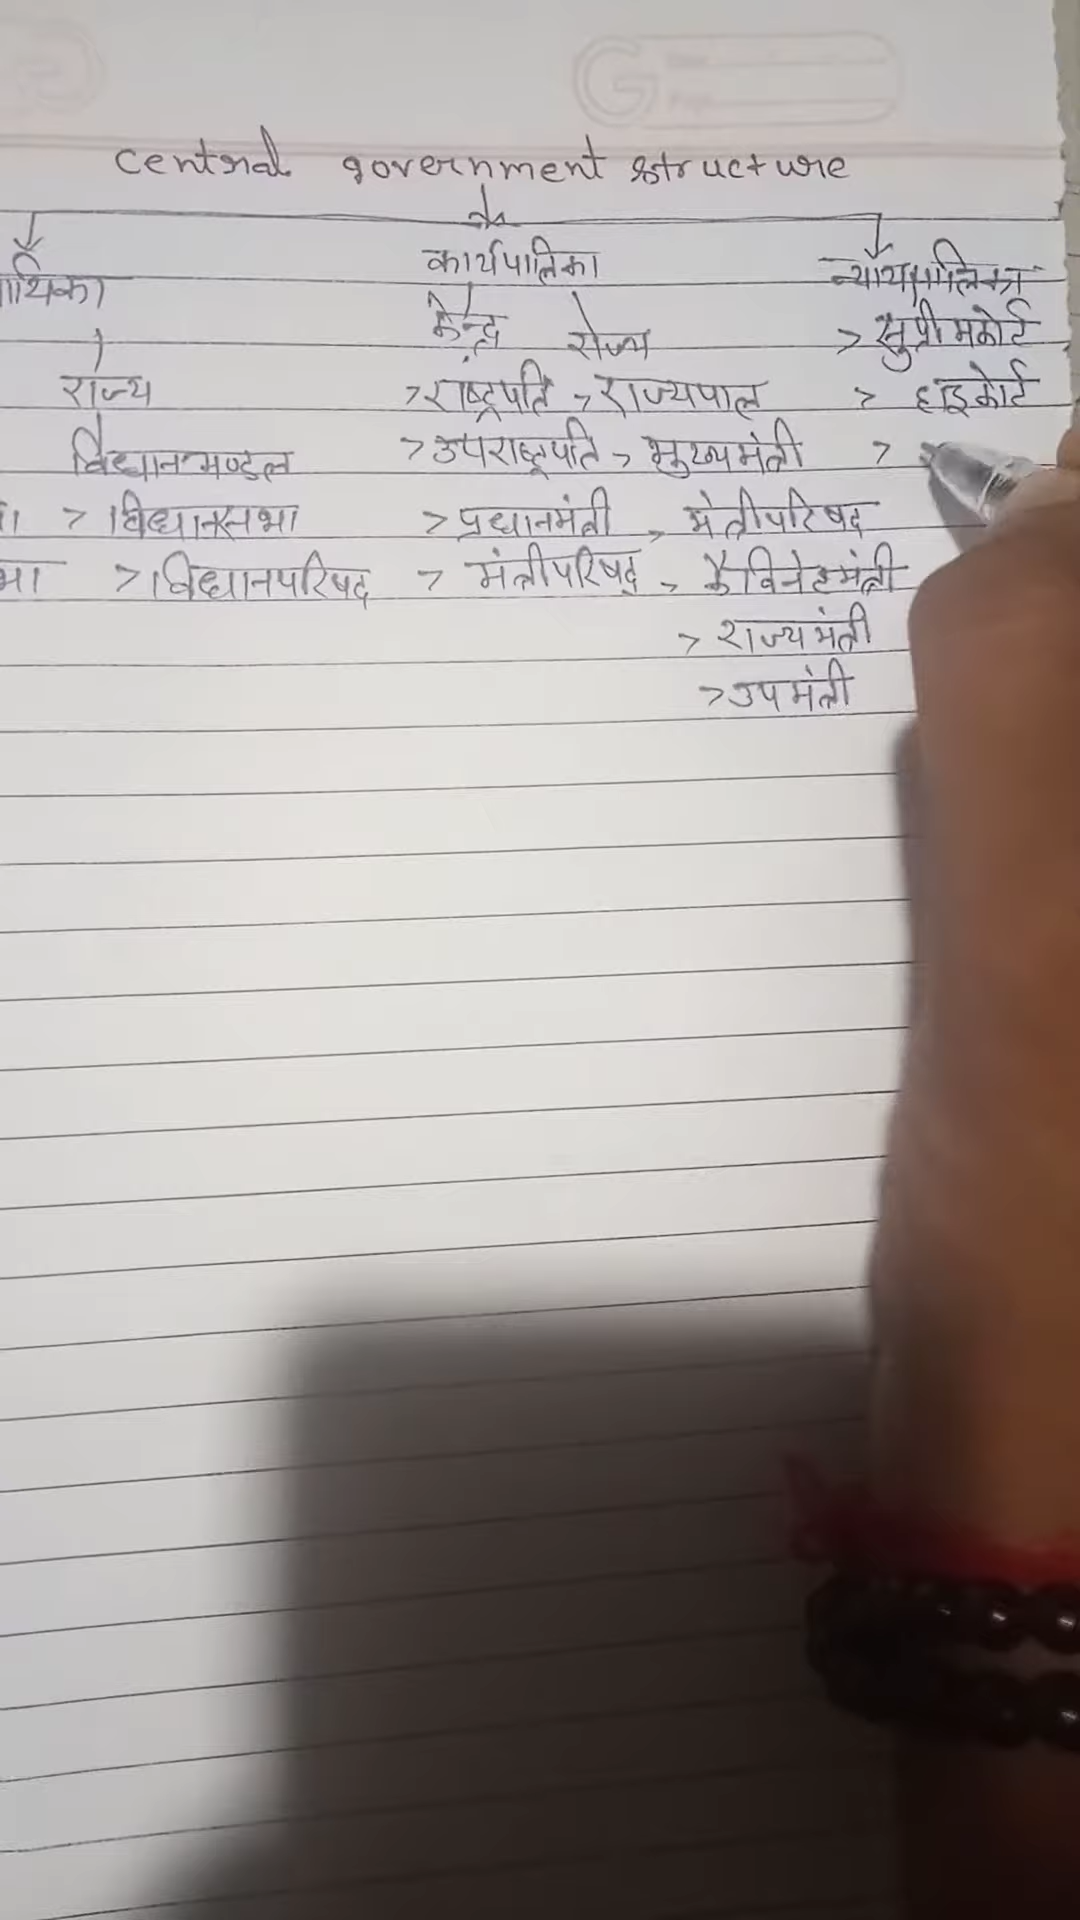 central government structure
कार्यपालिका न्यायपालिका
केन्द्र राज्य > सुप्रीमकोर्ट
राज्य > राष्ट्रपति > राज्यपाल > हाइकोर्ट
विधानमण्डल > उपराष्ट्रपति > मुख्यमंत्री >
> विधानसभा > प्रधानमंत्री > मंत्रीपरिषद
> विधानपरिषद > मंत्रीपरिषद् > कैविनेटमंत्री
> राज्यमंत्री
> उपमंत्री